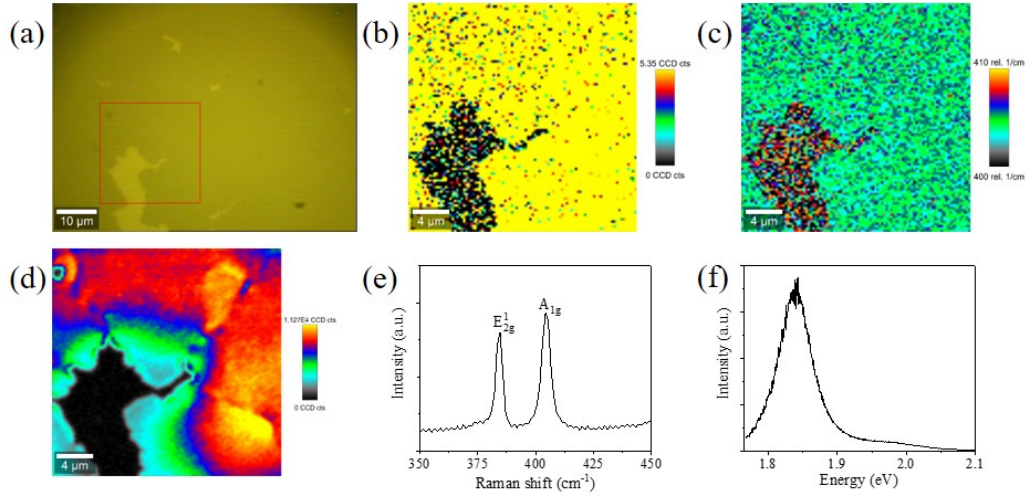 (a)
10 μm
(b)
4 μm
5.35 CCD cts
0 CCD cts
(c)
4 μm
410 rel. 1/cm
400 rel. 1/cm
(d)
4 μm
1.127E4 CCD cts
0 CCD cts
(e)
Intensity (a.u.)
E¹2g
A1g
350 375 400 425 450
Raman shift (cm⁻¹)
(f)
Intensity (a.u.)
1.8 1.9 2.0 2.1
Energy (eV)